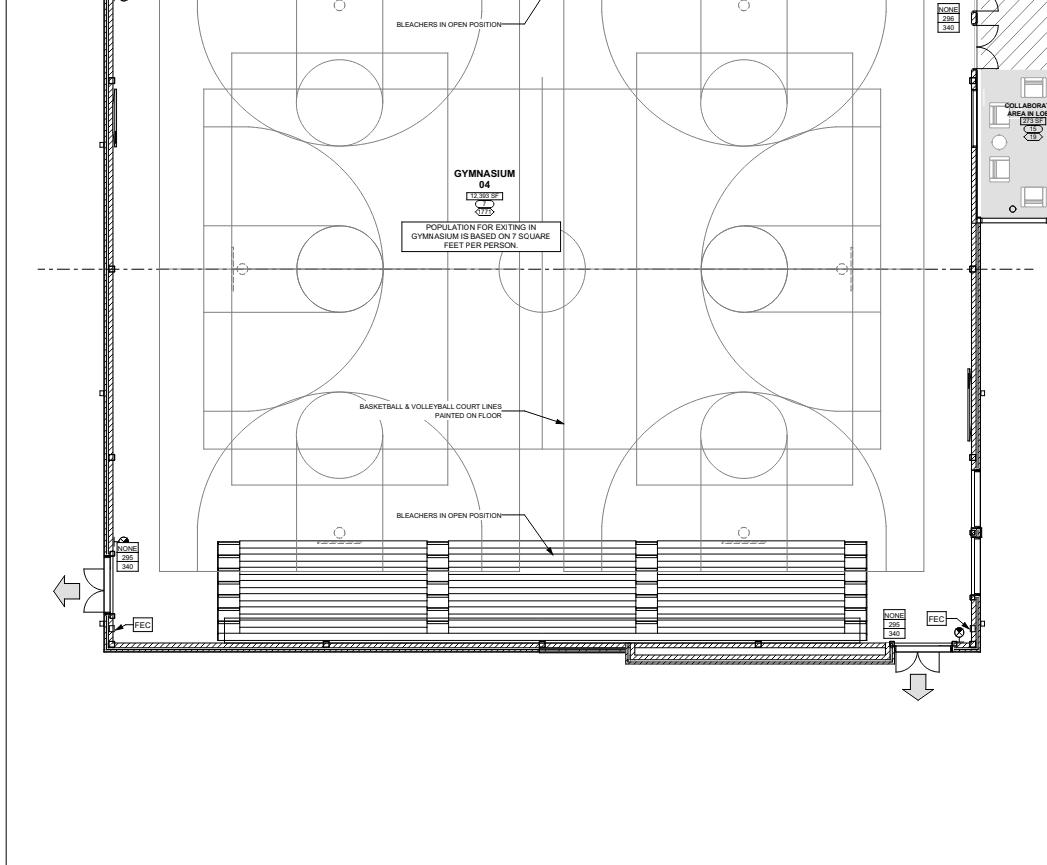 BLEACHERS IN OPEN POSITION
NONE
296
340
COLLABORAT
AREA IN LOB
273 SF
15
19
GYMNASIUM
04
12,393 SF
7
1771
POPULATION FOR EXITING IN
GYMNASIUM IS BASED ON 7 SQUARE
FEET PER PERSON.
BASKETBALL & VOLLEYBALL COURT LINES
PAINTED ON FLOOR
BLEACHERS IN OPEN POSITION
NONE
295
340
FEC
NONE
295
340
FEC